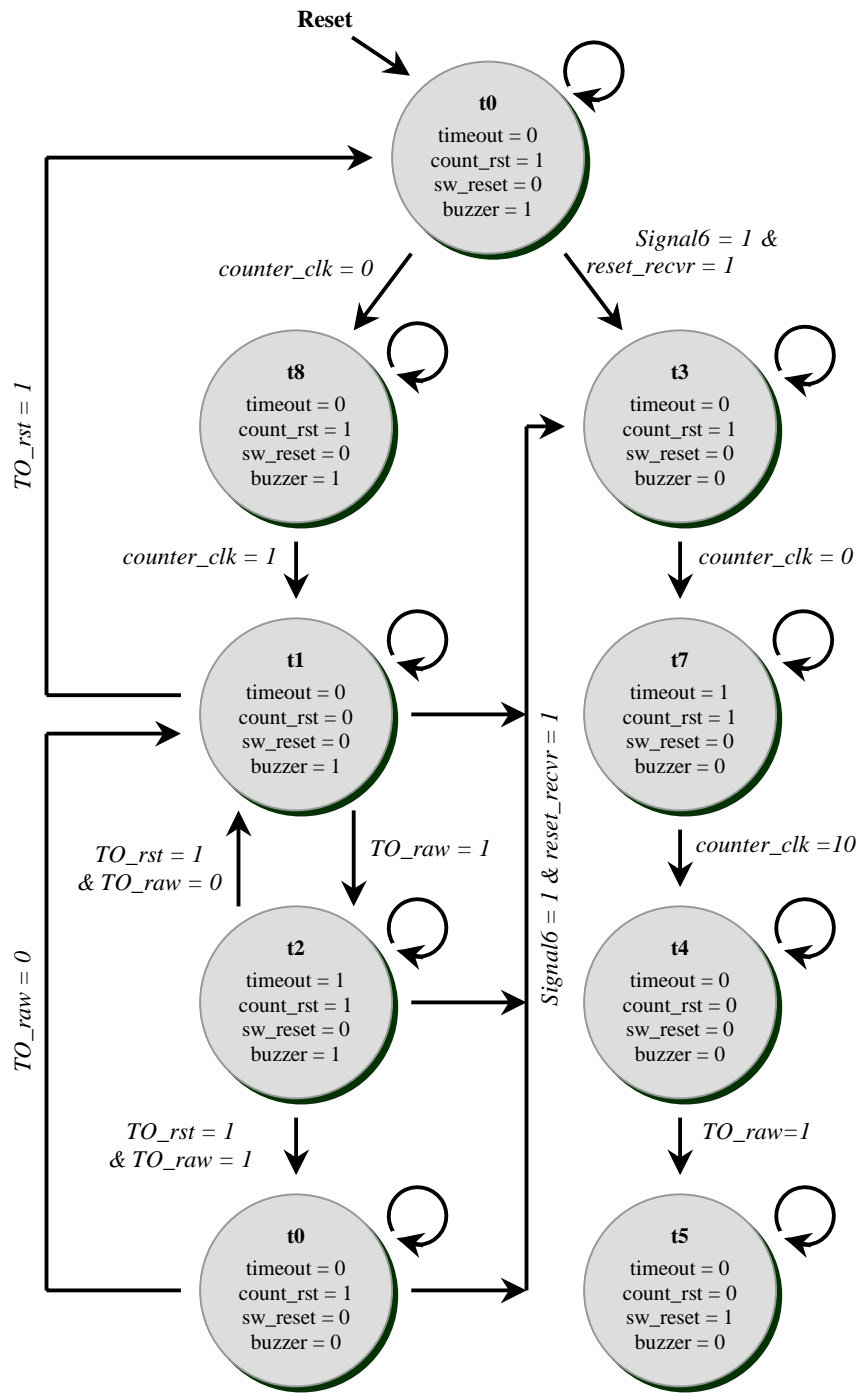 Reset
t0
timeout = 0
count_rst = 1
sw_reset = 0
buzzer = 1
counter_clk = 0
Signal6 = 1 &
reset_recvr = 1
t8
timeout = 0
count_rst = 1
sw_reset = 0
buzzer = 1
t3
timeout = 0
count_rst = 1
sw_reset = 0
buzzer = 0
TO_rst = 1
counter_clk = 1
counter_clk = 0
t1
timeout = 0
count_rst = 0
sw_reset = 0
buzzer = 1
t7
timeout = 1
count_rst = 1
sw_reset = 0
buzzer = 0
Signal6 = 1 & reset_recvr = 1
TO_rst = 1
& TO_raw = 0
TO_raw = 1
counter_clk =10
t2
timeout = 1
count_rst = 1
sw_reset = 0
buzzer = 1
t4
timeout = 0
count_rst = 0
sw_reset = 0
buzzer = 0
TO_raw = 0
TO_rst = 1
& TO_raw = 1
TO_raw=1
t0
timeout = 0
count_rst = 1
sw_reset = 0
buzzer = 0
t5
timeout = 0
count_rst = 0
sw_reset = 1
buzzer = 0